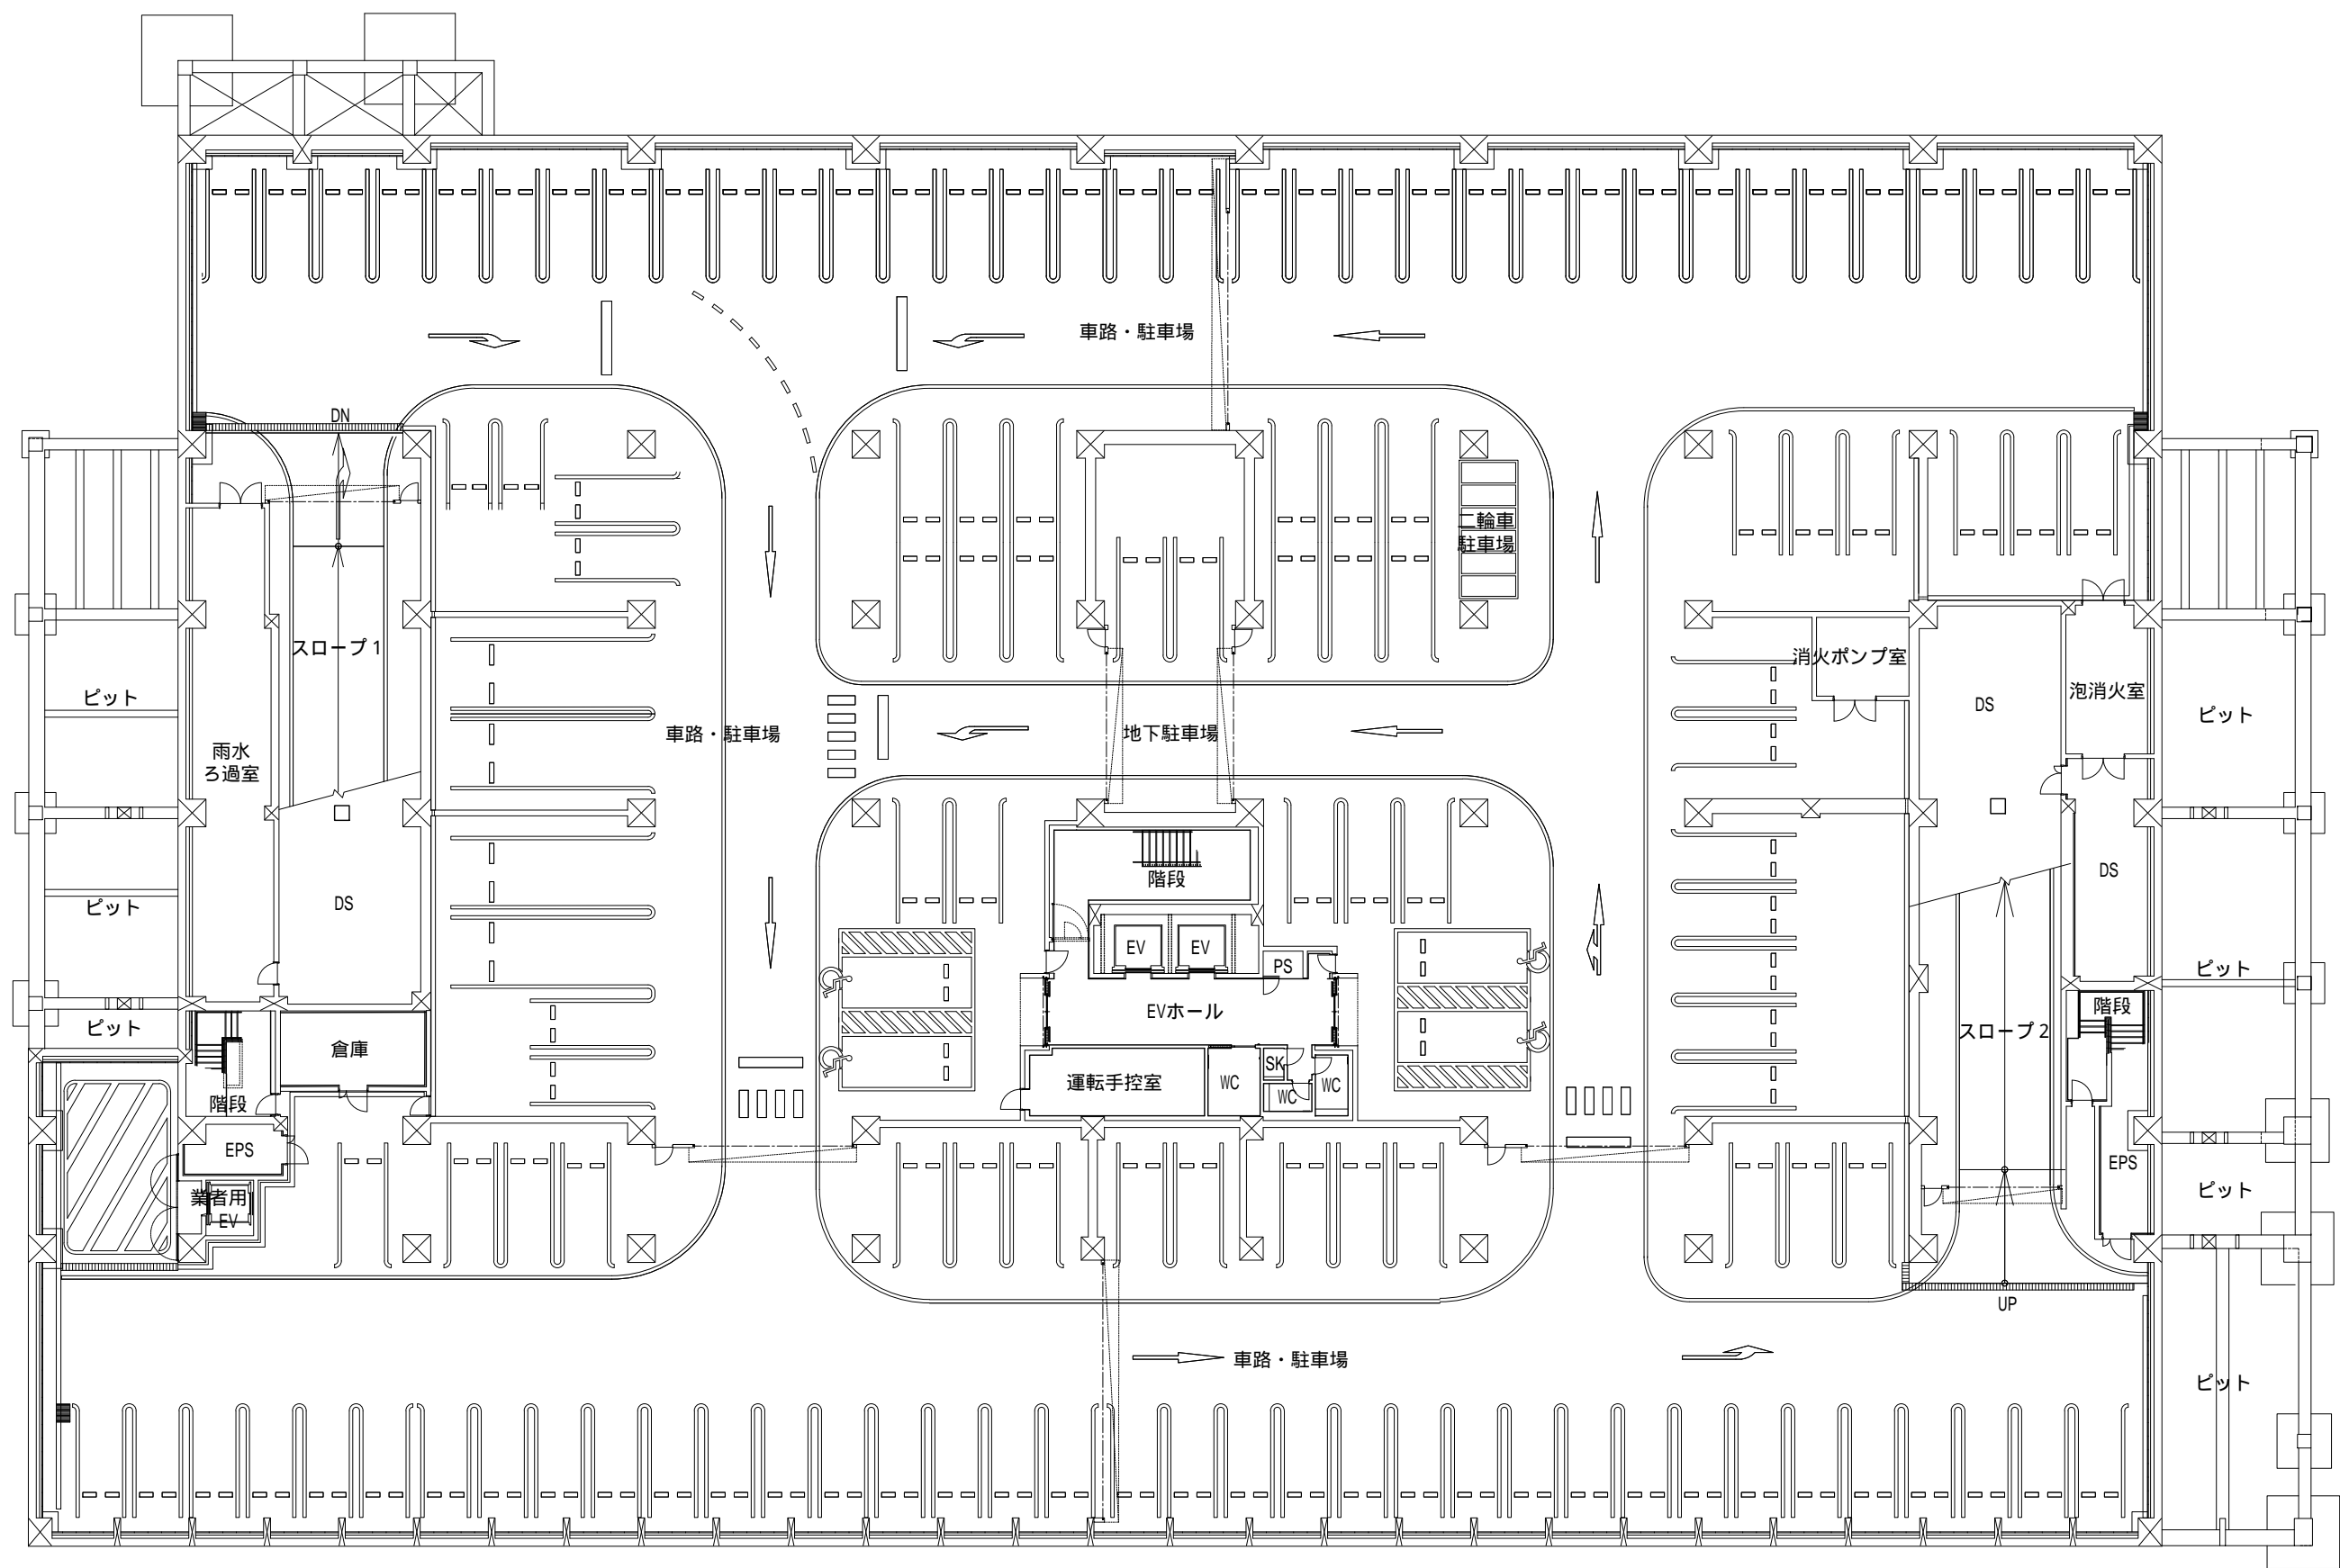 車路・駐車場
DN
二輪車
駐車場
スロープ1
消火ポンプ室
泡消火室
ピット
DS
ピット
車路・駐車場
地下駐車場
雨水
ろ過室
階段
DS
DS
ピット
EV
EV
PS
ピット
EVホール
階段
ピット
スロープ2
倉庫
SK
運転手控室
WC
WC
WC
階段
EPS
EPS
ピット
業者用
EV
UP
車路・駐車場
ピット